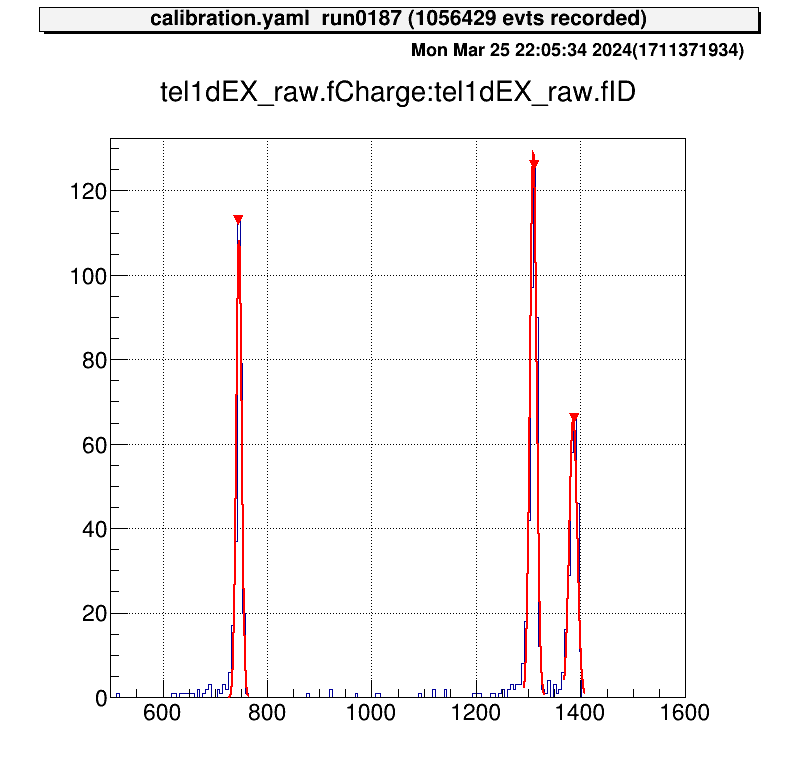 calibration.yaml run0187 (1056429 evts recorded)
Mon Mar 25 22:05:34 2024(1711371934)
tel1dEX_raw.fCharge:tel1dEX_raw.fID
120
100
80
60
40
20
0
600 800 1000 1200 1400 1600